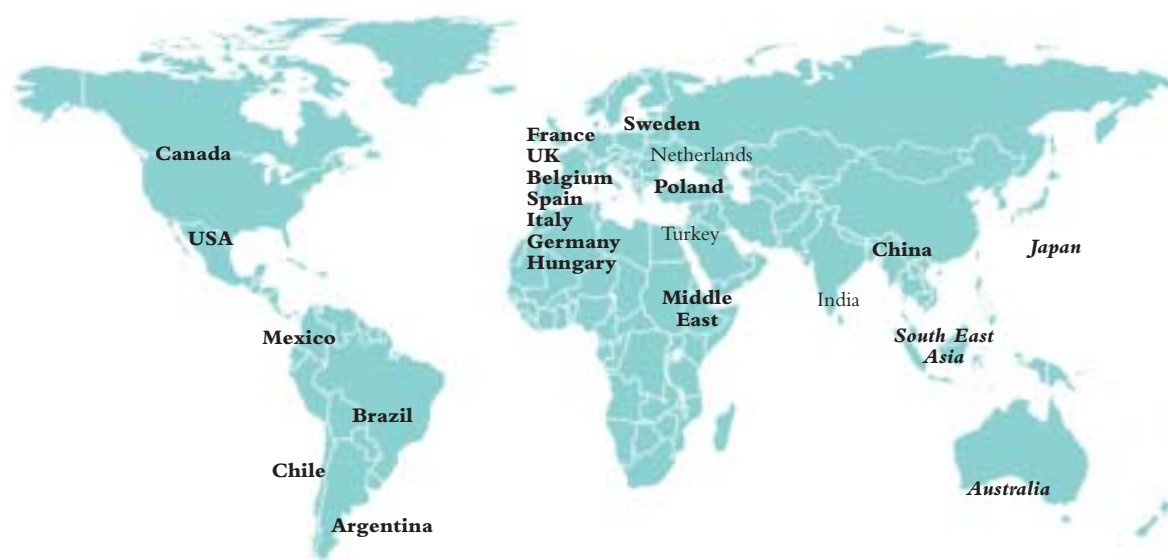 Sweden
France
Canada
UK
Netherlands
Belgium
Poland
Spain
Italy
USA
Turkey
Germany
China
Japan
Hungary
Middle
East
India
Mexico
South East
Asia
Brazil
Chile
Australia
Argentina